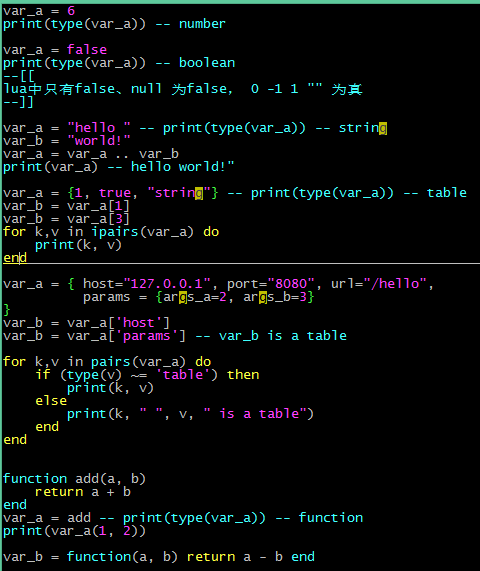 var_a = 6
print(type(var_a)) -- number
var_a = false
print(type(var_a)) -- boolean
--[[
lua中只有false、null 为false， 0 -1 1 "" 为真
--]]
var_a = "hello " -- print(type(var_a)) -- string
var_b = "world!"
var_a = var_a .. var_b
print(var_a) -- hello world!"
var_a = {1, true, "string"} -- print(type(var_a)) -- table
var_b = var_a[1]
var_b = var_a[3]
for k,v in ipairs(var_a) do
    print(k, v)
end
var_a = { host="127.0.0.1", port="8080", url="/hello",
          params = {args_a=2, args_b=3}
}
var_b = var_a['host']
var_b = var_a['params'] -- var_b is a table
for k,v in pairs(var_a) do
    if (type(v) ~= 'table') then
        print(k, v)
    else
        print(k, " ", v, " is a table")
    end
end
function add(a, b)
    return a + b
end
var_a = add -- print(type(var_a)) -- function
print(var_a(1, 2))
var_b = function(a, b) return a - b end